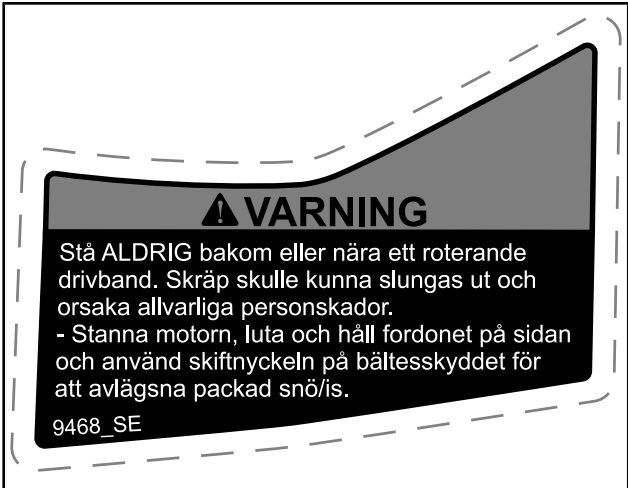 VARNING
Stå ALDRIG bakom eller nära ett roterande
drivband. Skräp skulle kunna slungas ut och
orsaka allvarliga personskador.
- Stanna motorn, luta och håll fordonet på sidan
och använd skiftnyckeln på bältesskyddet för
att avlägsna packad snö/is.
9468_SE